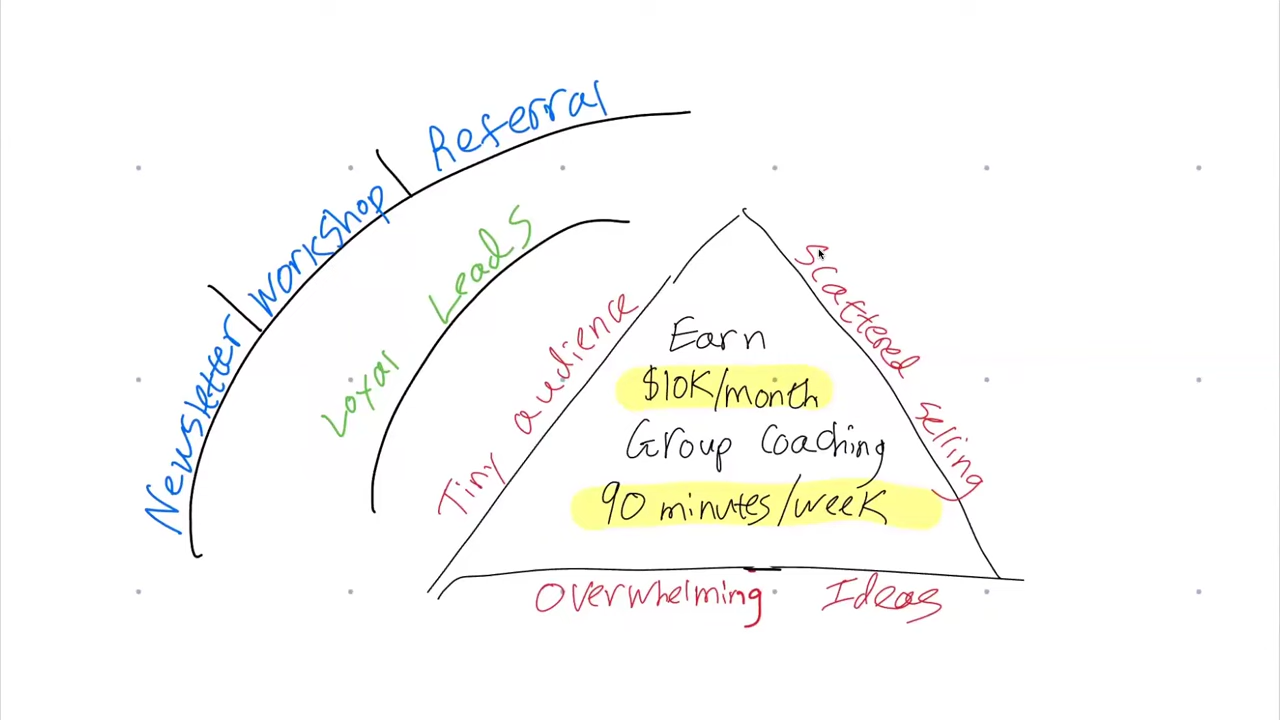 Referral
Workshop
Newsletter
Loyal Leads
Tiny audience
Scattered selling
Earn
$10K/month
Group Coaching
90 minutes/week
Overwhelming Ideas